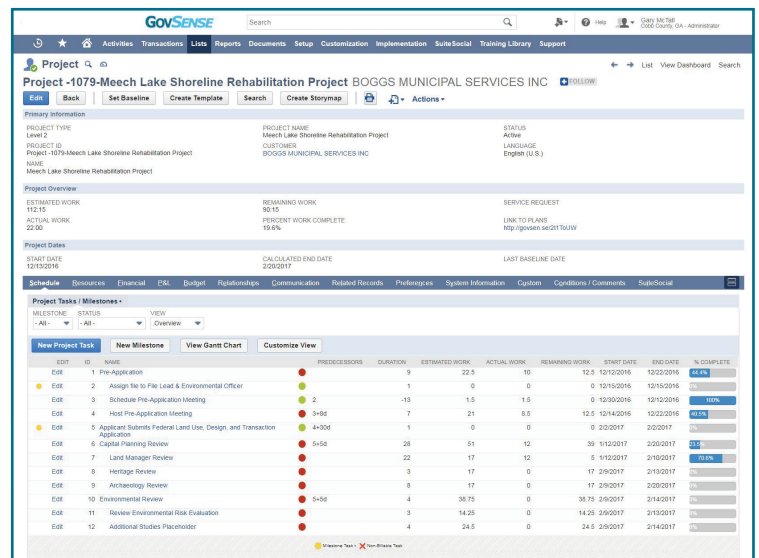 GOVSENSE Search Help Gary McTall
Cobb County, GA - Administrator
Activities Transactions Lists Reports Documents Setup Customization Implementation SuiteSocial Training Library Support
Project List View Dashboard Search
Project -1079-Meech Lake Shoreline Rehabilitation Project BOGGS MUNICIPAL SERVICES INC FOLLOW
Edit Back Set Baseline Create Template Search Create Storymap Actions
Primary Information
PROJECT TYPE PROJECT NAME STATUS
Level 2 Meech Lake Shoreline Rehabilitation Project Active
PROJECT ID CUSTOMER LANGUAGE
Project -1079-Meech Lake Shoreline Rehabilitation Project BOGGS MUNICIPAL SERVICES INC English (U.S.)
NAME
Meech Lake Shoreline Rehabilitation Project
Project Overview
ESTIMATED WORK REMAINING WORK SERVICE REQUEST
112:15 90:15
ACTUAL WORK PERCENT WORK COMPLETE LINK TO PLANS
22:00 19.6% http://govsen.se/2t1ToUW
Project Dates
START DATE CALCULATED END DATE LAST BASELINE DATE
12/13/2016 2/20/2017
Schedule Resources Financial P&L Budget Relationships Communication Related Records Preferences System Information Custom Conditions / Comments SuiteSocial
Project Tasks / Milestones •
MILESTONE STATUS VIEW
- All - - All - Overview
New Project Task New Milestone View Gantt Chart Customize View
EDIT ID NAME PREDECESSORS DURATION ESTIMATED WORK ACTUAL WORK REMAINING WORK START DATE END DATE % COMPLETE
Edit 1 Pre-Application 9 22.5 10 12.5 12/12/2016 12/22/2016 44.4%
Edit 2 Assign file to File Lead & Environmental Officer 1 0 0 0 12/15/2016 12/15/2016 0%
Edit 3 Schedule Pre-Application Meeting 2 -13 1.5 1.5 0 12/30/2016 12/12/2016 100%
Edit 4 Host Pre-Application Meeting 3+8d 7 21 8.5 12.5 12/14/2016 12/22/2016 40.5%
Edit 5 Applicant Submits Federal Land Use, Design, and Transaction 4+30d 1 0 0 0 2/2/2017 2/2/2017 0%
Application
Edit 6 Capital Planning Review 5+5d 28 51 12 39 1/12/2017 2/20/2017 23.5%
Edit 7 Land Manager Review 22 17 12 5 1/12/2017 2/10/2017 70.6%
Edit 8 Heritage Review 3 17 0 17 2/9/2017 2/13/2017 0%
Edit 9 Archaeology Review 8 17 0 17 2/9/2017 2/20/2017 0%
Edit 10 Environmental Review 5+5d 4 38.75 0 38.75 2/9/2017 2/14/2017 0%
Edit 11 Review Environmental Risk Evaluation 3 14.25 0 14.25 2/9/2017 2/13/2017 0%
Edit 12 Additional Studies Placeholder 4 24.5 0 24.5 2/9/2017 2/14/2017 0%
Milestone Task • Non-Billable Task